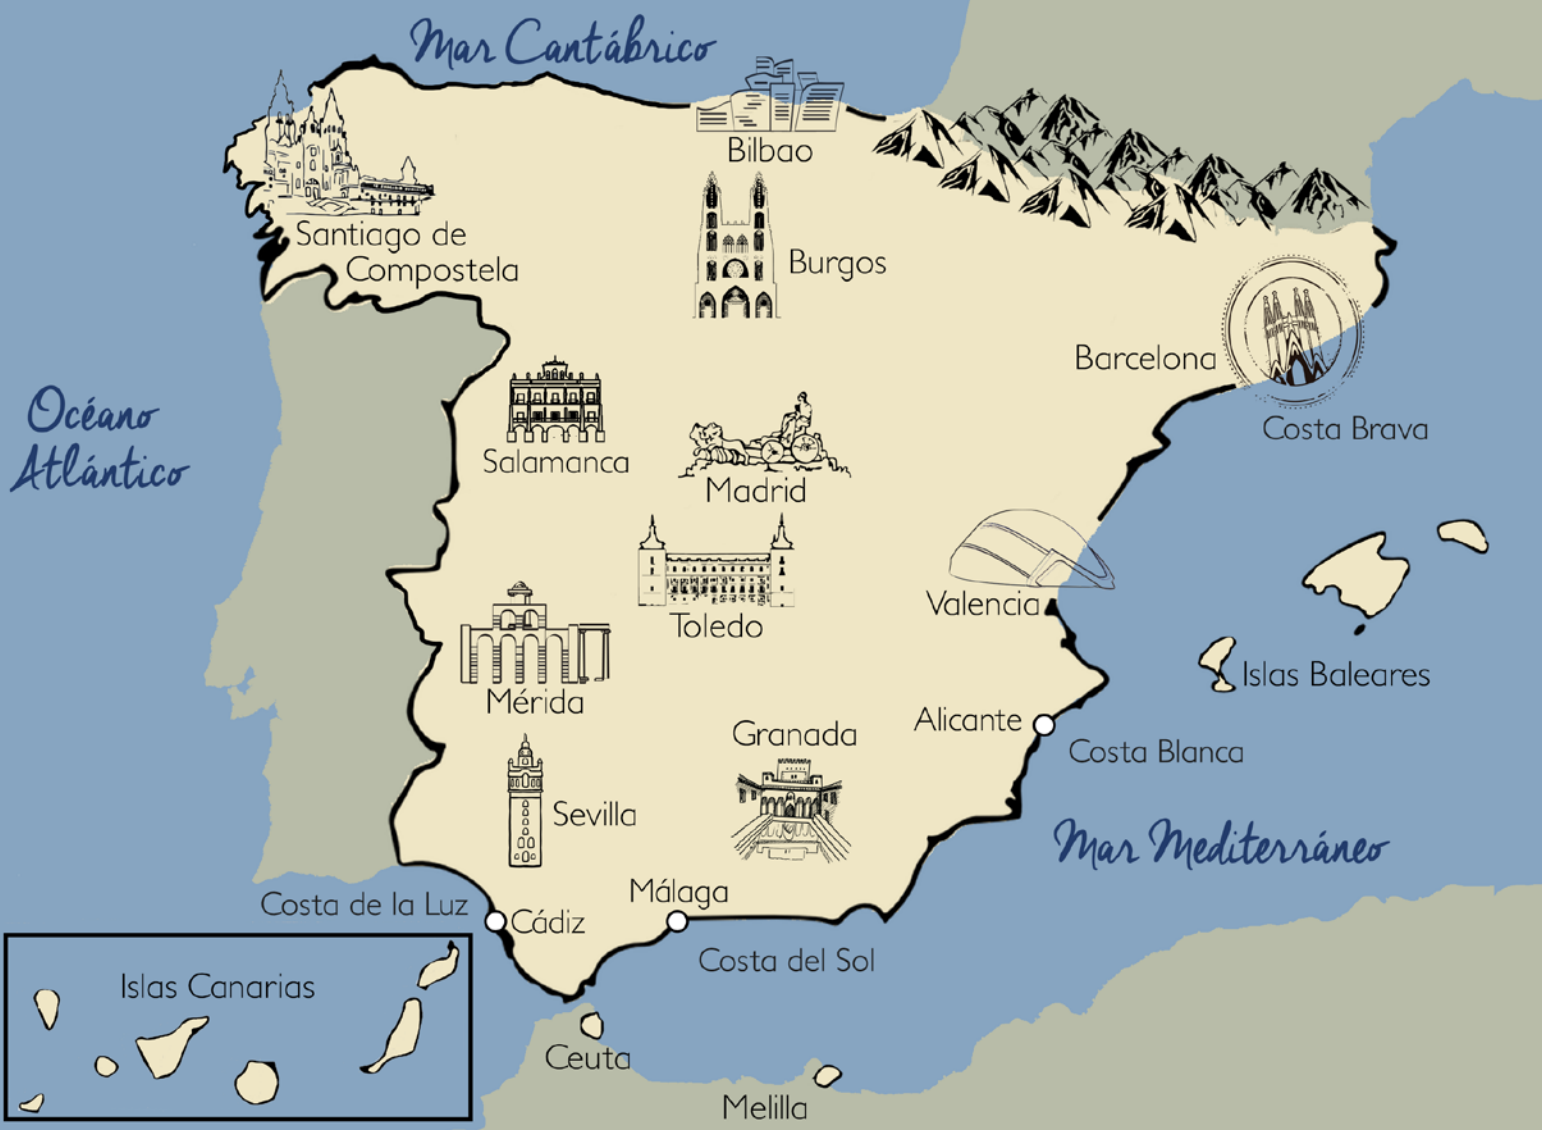 Mar Cantábrico
Bilbao
Santiago de
Compostela
Burgos
Barcelona
Costa Brava
Océano
Atlántico
Salamanca
Madrid
Valencia
Toledo
Islas Baleares
Mérida
Alicante
Granada
Costa Blanca
Sevilla
Mar Mediterráneo
Málaga
Costa de la Luz
Cádiz
Costa del Sol
Islas Canarias
Ceuta
Melilla